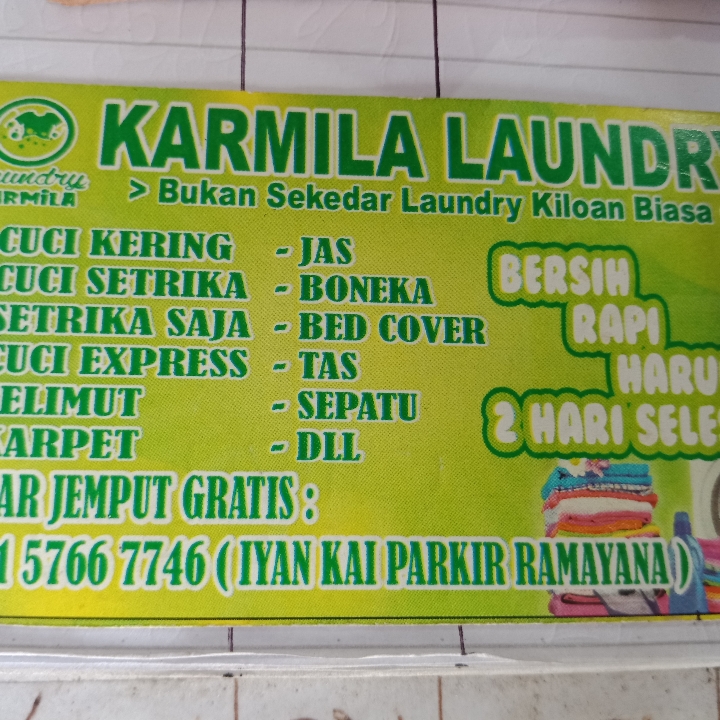 KARMILA LAUNDRY
> Bukan Sekedar Laundry Kiloan Biasa
CUCI KERING - JAS
CUCI SETRIKA - BONEKA
SETRIKA SAJA - BED COVER
CUCI EXPRESS - TAS
ELIMUT - SEPATU
KARPET - DLL
BERSIH
RAPI
HARU
2 HARI SELE
AR JEMPUT GRATIS :
1 5766 7746 ( IYAN KAI PARKIR RAMAYANA )